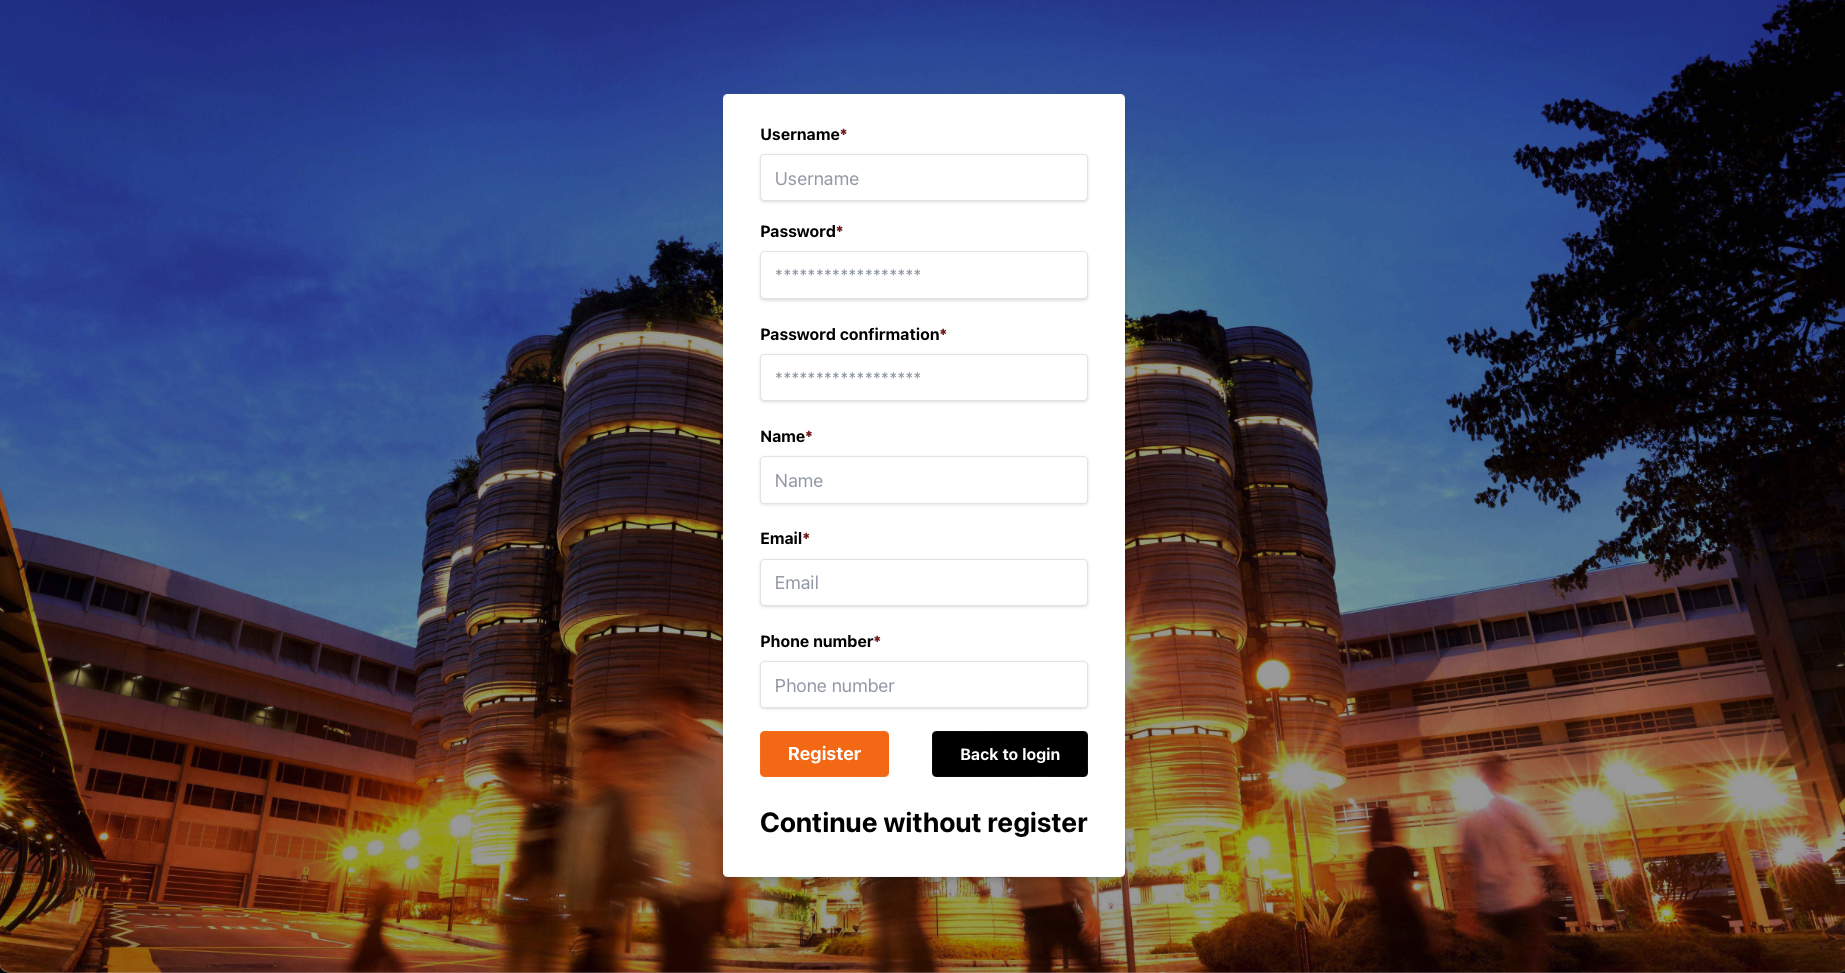 Username*
Username
Password*
******************
Password confirmation*
******************
Name*
Name
Email*
Email
Phone number*
Phone number
Register
Back to login
Continue without register